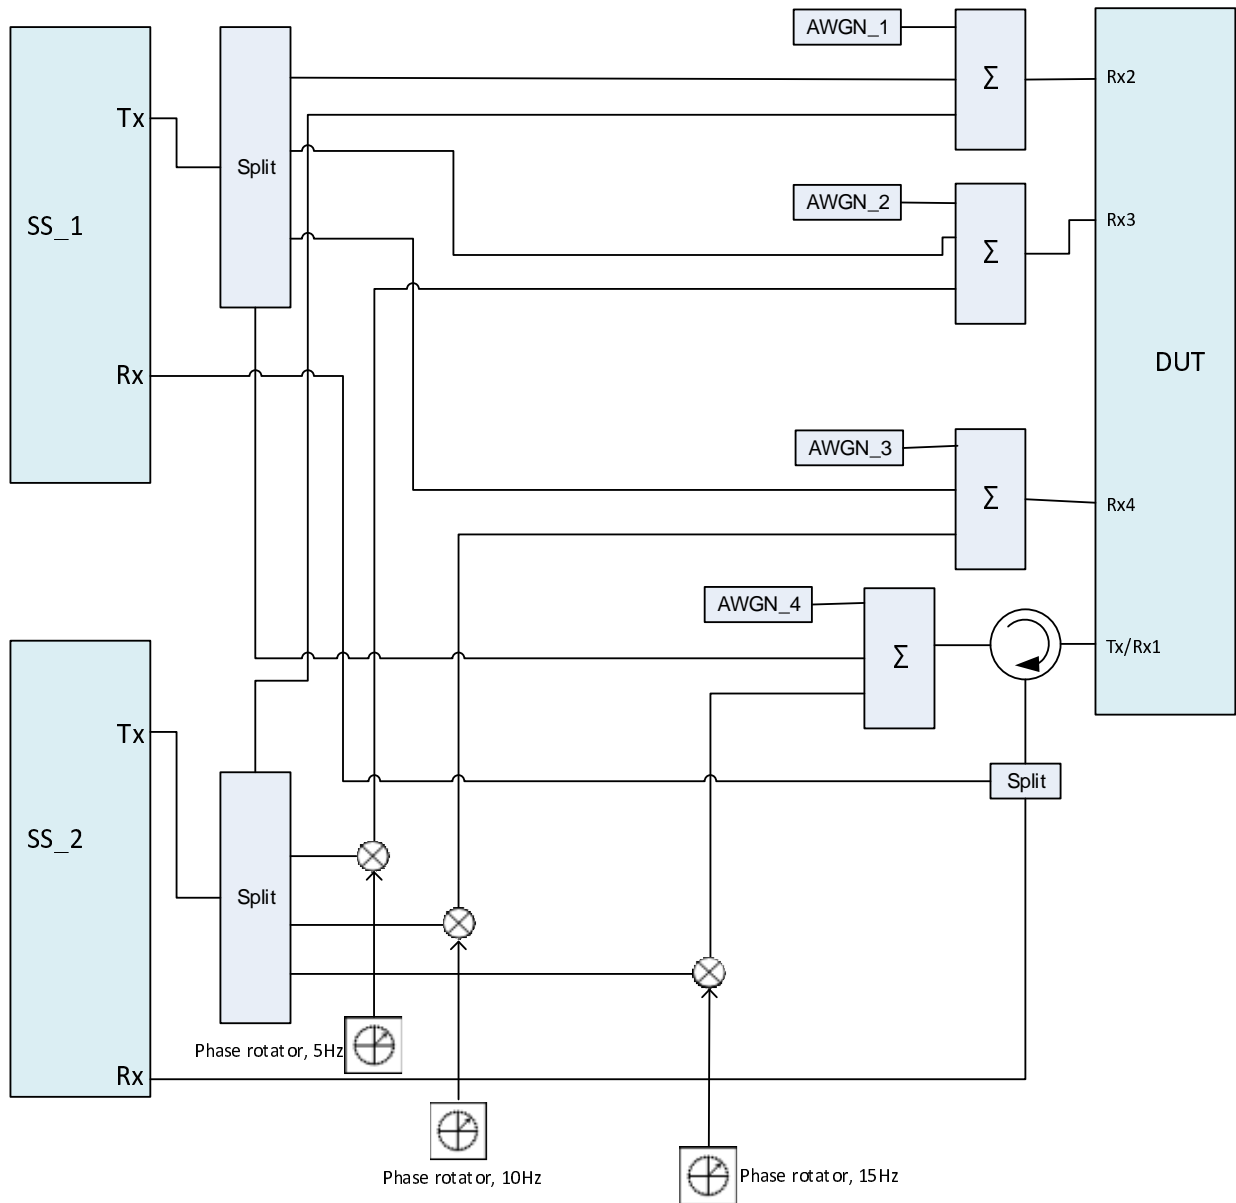 AWGN_1
Σ
Rx2
Tx
Split
SS_1
AWGN_2
Σ
Rx3
Rx
DUT
AWGN_3
Σ
Rx4
AWGN_4
Σ
Tx/Rx1
Tx
Split
SS_2
Split
Rx
Phase rotator, 5Hz
Phase rotator, 10Hz
Phase rotator, 15Hz